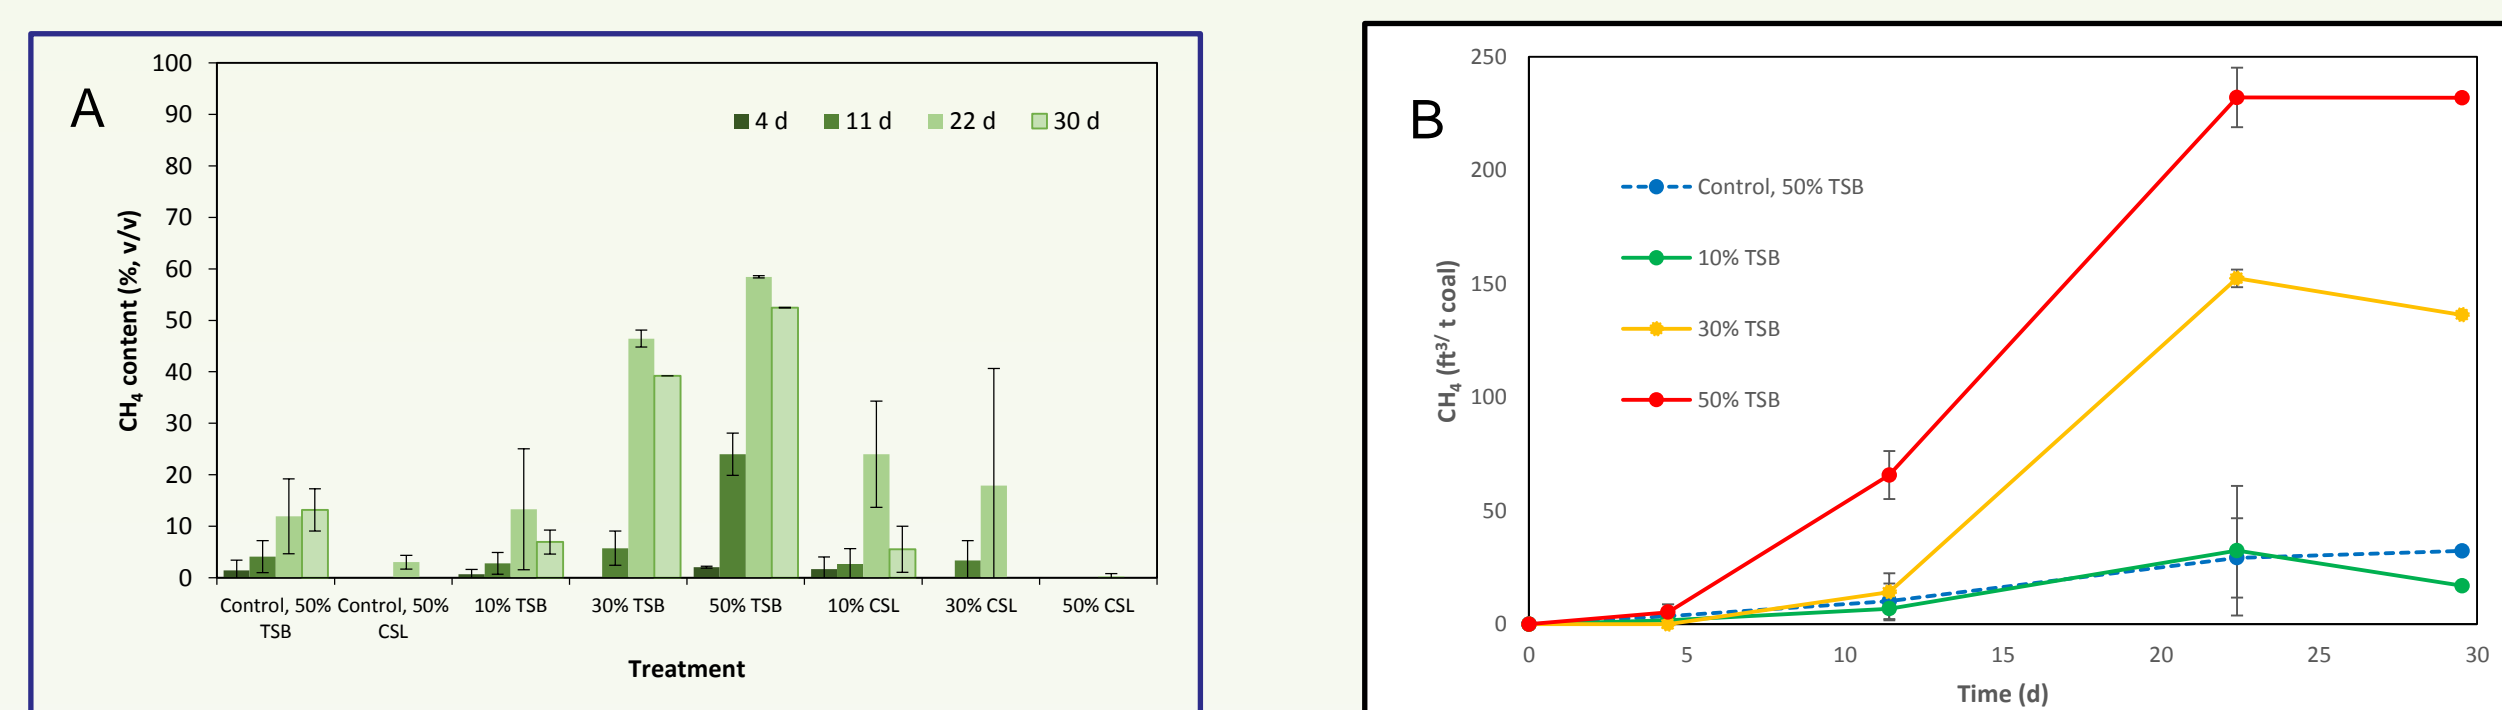 A
100
90
80
70
60
50
40
30
20
10
0
CH₄ content (%, v/v)
4 d 11 d 22 d 30 d
Control, 50% TSB
Control, 50% CSL
10% TSB
30% TSB
50% TSB
10% CSL
30% CSL
50% CSL
Treatment
B
250
200
150
100
50
0
CH₄ (ft³/ t coal)
Control, 50% TSB
10% TSB
30% TSB
50% TSB
0 5 10 15 20 25 30
Time (d)